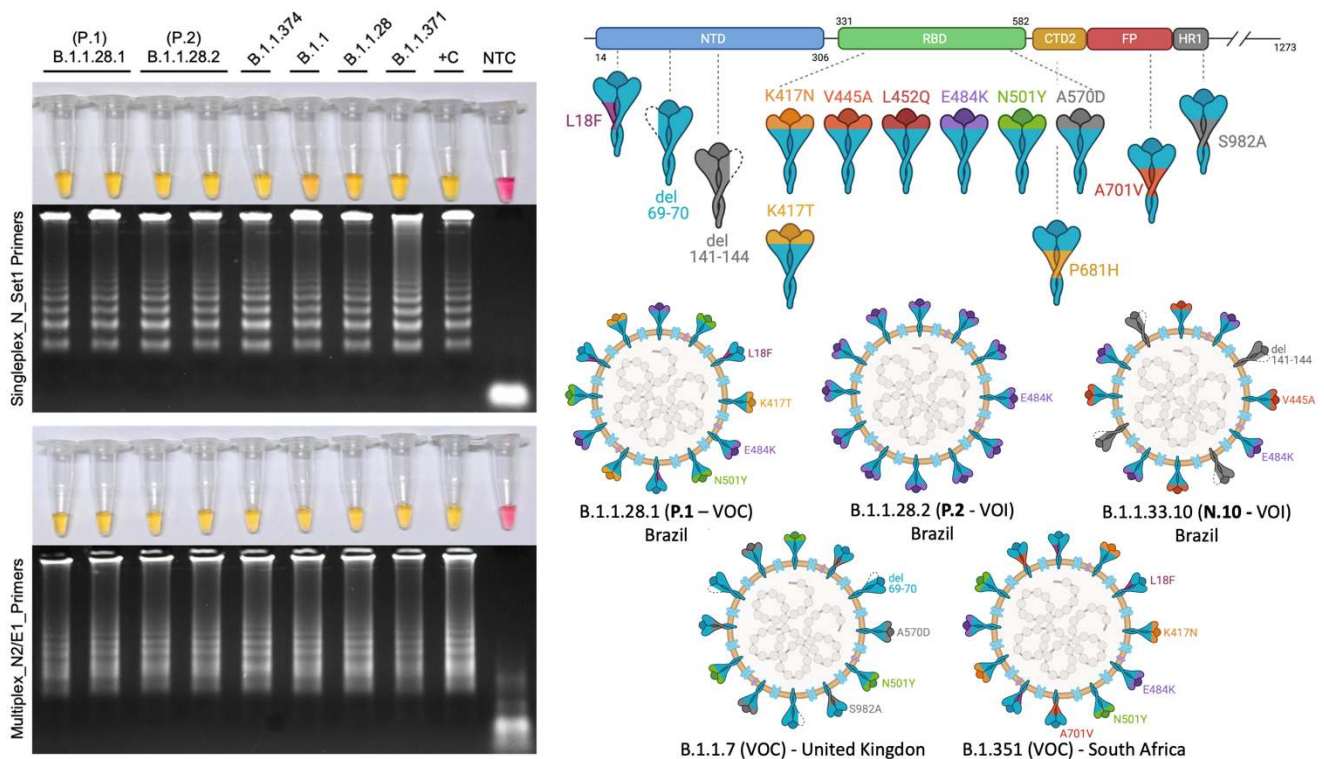 (P.1)
B.1.1.28.1
(P.2)
B.1.1.28.2
B.1.1.374
B.1.1
B.1.1.28
B.1.1.371
+C
NTC
Singleplex_N_Set1 Primers
Multiplex_N2/E1_Primers
331
582
NTD
RBD
CTD2
FP
HR1
14
306
1273
L18F
del
69-70
del
141-144
K417N
V445A
L452Q
E484K
N501Y
A570D
K417T
P681H
A701V
S982A
L18F
K417T
E484K
N501Y
B.1.1.28.1 (P.1 – VOC)
Brazil
E484K
B.1.1.28.2 (P.2 - VOI)
Brazil
del
141-144
V445A
E484K
B.1.1.33.10 (N.10 - VOI)
Brazil
del
69-70
A570D
N501Y
S982A
B.1.1.7 (VOC) - United Kingdom
L18F
K417N
E484K
N501Y
A701V
B.1.351 (VOC) - South Africa